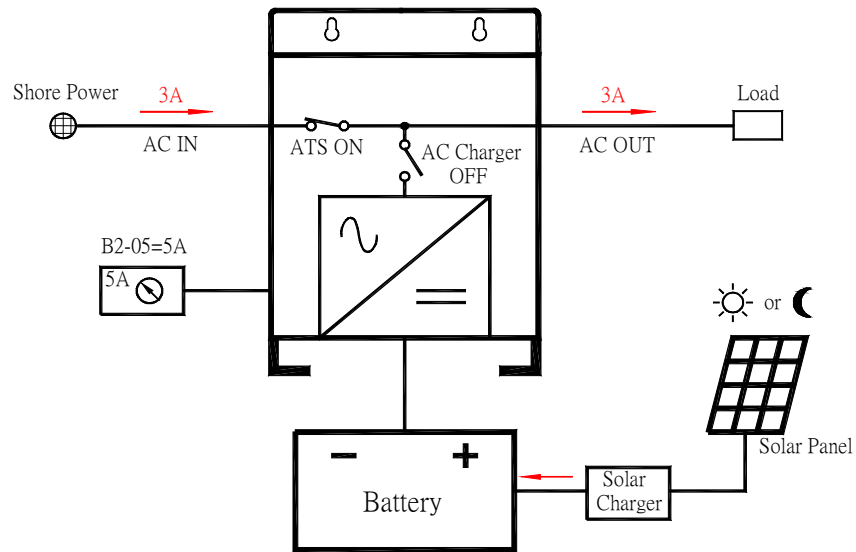 Shore Power
3A
3A
Load
AC IN
ATS ON
AC Charger
OFF
AC OUT
B2-05=5A
5A
or
Solar Panel
Battery
Solar
Charger